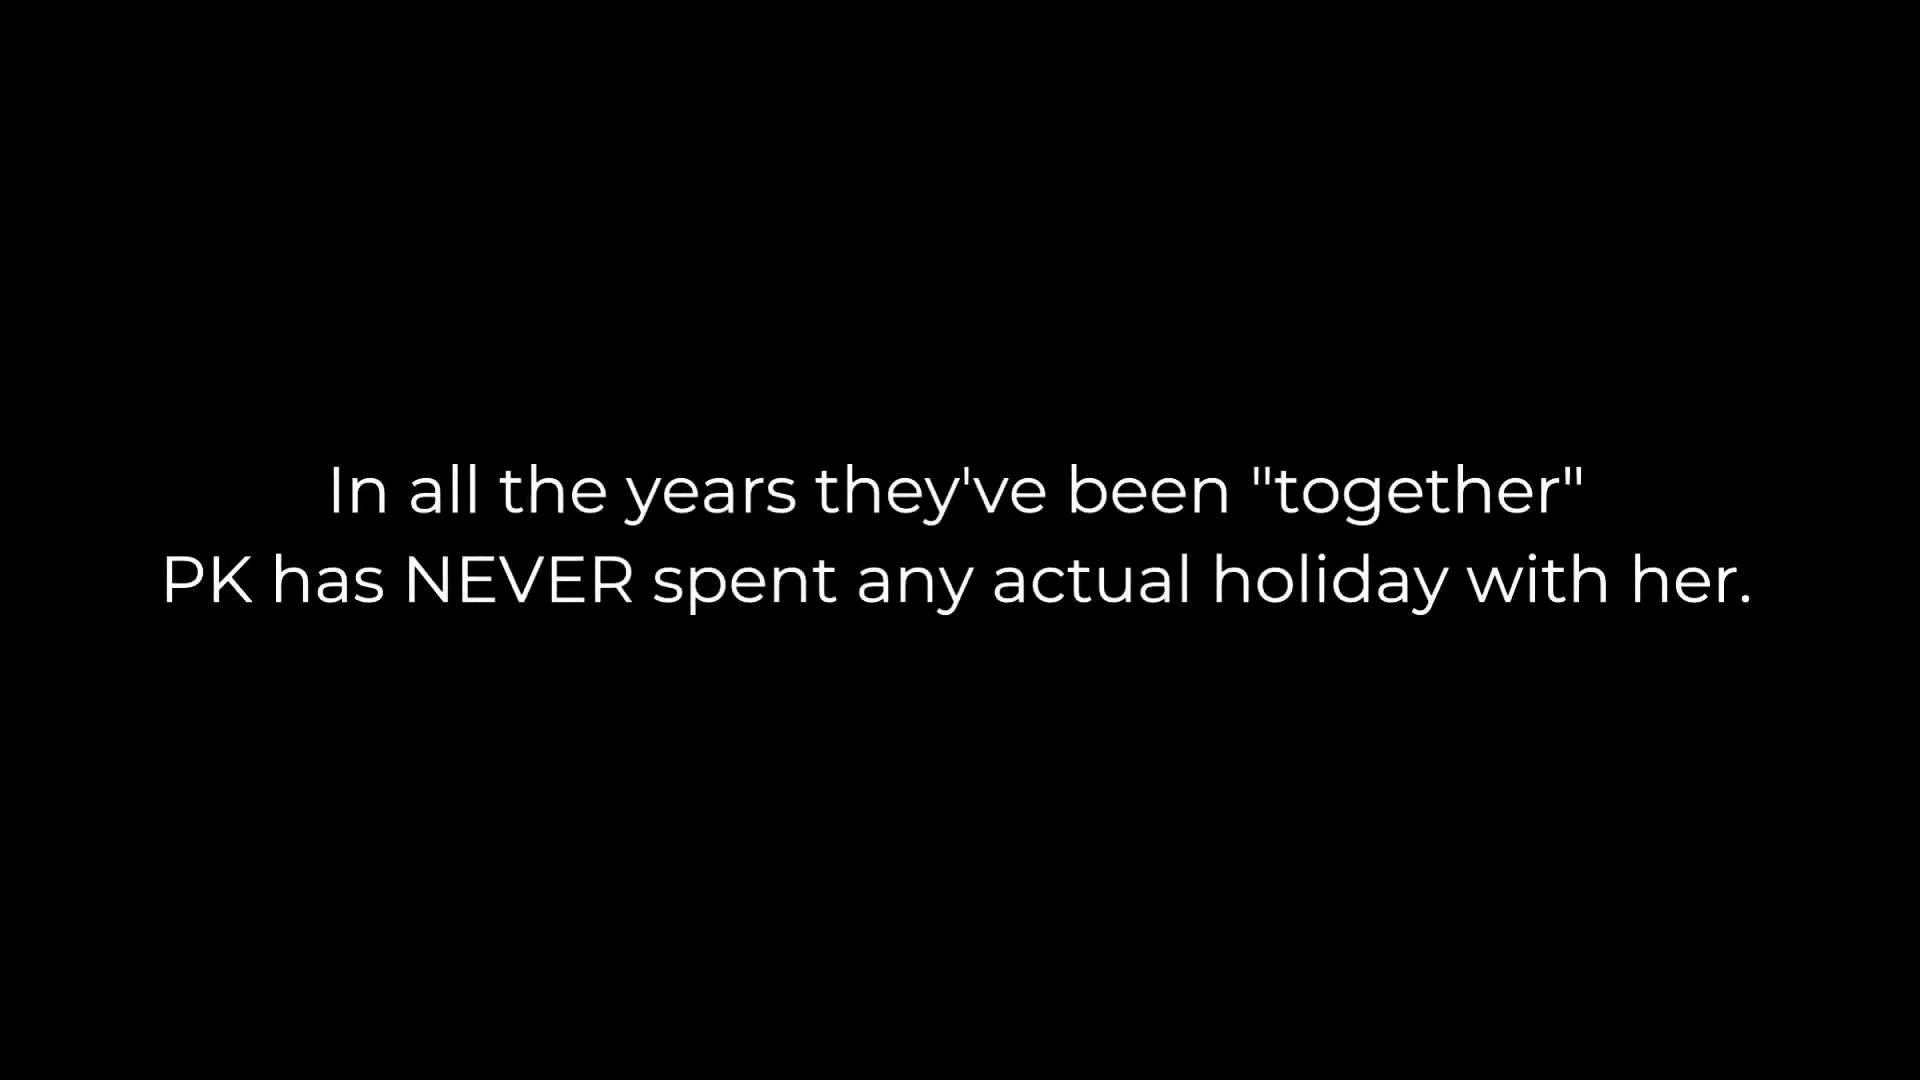 In all the years they've been "together"
PK has NEVER spent any actual holiday with her.